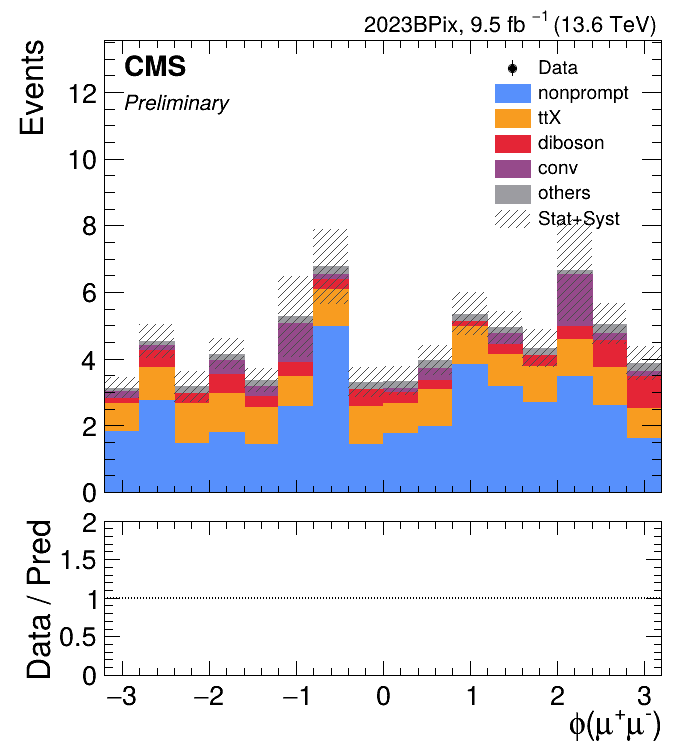 2023BPix, 9.5 fb⁻¹ (13.6 TeV)
CMS
Preliminary
Events
Data
nonprompt
ttX
diboson
conv
others
Stat+Syst
12
10
8
6
4
2
0
Data / Pred
2
1.5
1
0.5
0
−3 −2 −1 0 1 2 3
ϕ(μ⁺μ⁻)